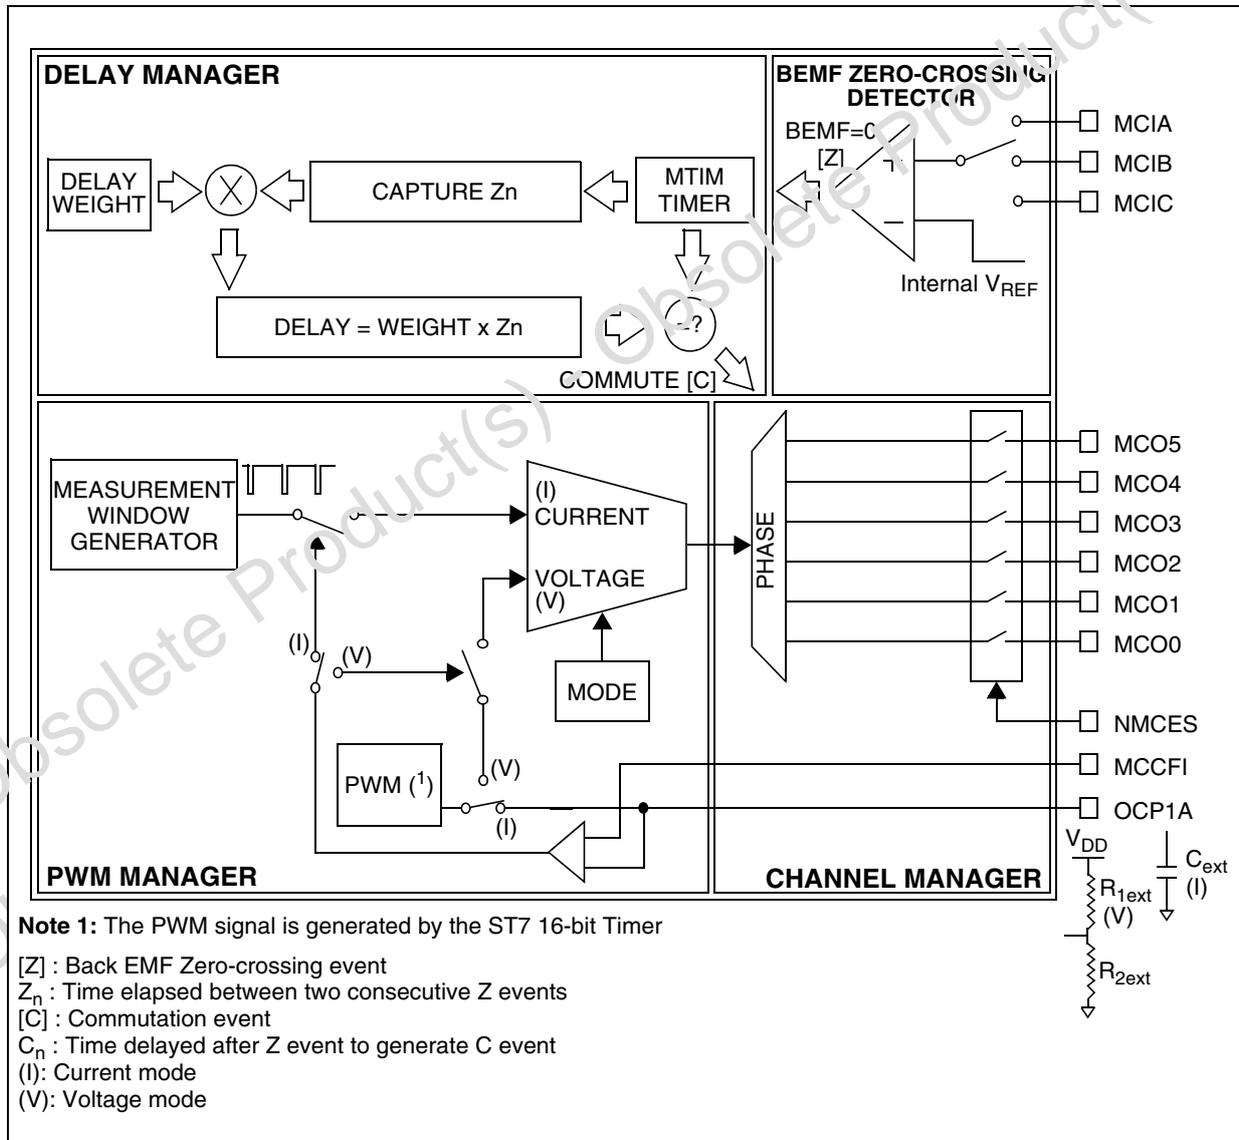 DELAY MANAGER
BEMF ZERO-CROSSING
DETECTOR
BEMF=0
[Z]
MCIA
MCIB
MCIC
+
−
Internal VREF
DELAY
WEIGHT
X
CAPTURE Zn
MTIM
TIMER
DELAY = WEIGHT x Zn
=?
COMMUTE [C]
MEASUREMENT
WINDOW
GENERATOR
(I)
CURRENT
VOLTAGE
(V)
(I)
(V)
MODE
PWM (1)
(V)
(I)
PWM MANAGER
PHASE
MCO5
MCO4
MCO3
MCO2
MCO1
MCO0
NMCES
MCCFI
OCP1A
CHANNEL MANAGER
VDD
R1ext
(V)
R2ext
Cext
(I)
Note 1: The PWM signal is generated by the ST7 16-bit Timer
[Z] : Back EMF Zero-crossing event
Zn : Time elapsed between two consecutive Z events
[C] : Commutation event
Cn : Time delayed after Z event to generate C event
(I): Current mode
(V): Voltage mode
Obsolete Product(s) - Obsolete Product(